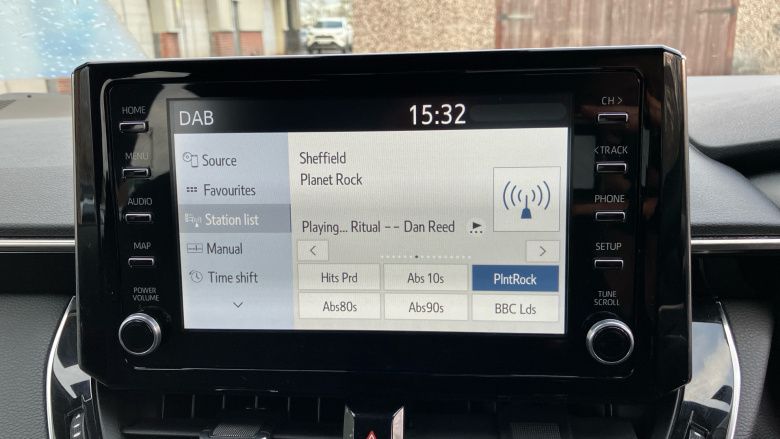 DAB 15:32
HOME
MENU
AUDIO
MAP
POWER
VOLUME
Source
Favourites
Station list
Manual
Time shift
Sheffield
Planet Rock
Playing... Ritual -- Dan Reed
Hits Prd Abs 10s PlntRock
Abs80s Abs90s BBC Lds
CH >
< TRACK
PHONE
SETUP
TUNE
SCROLL